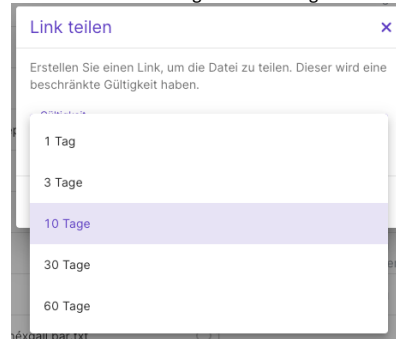 Link teilen
Erstellen Sie einen Link, um die Datei zu teilen. Dieser wird eine
beschränkte Gültigkeit haben.
Gültigkeit
1 Tag
3 Tage
10 Tage
30 Tage
60 Tage